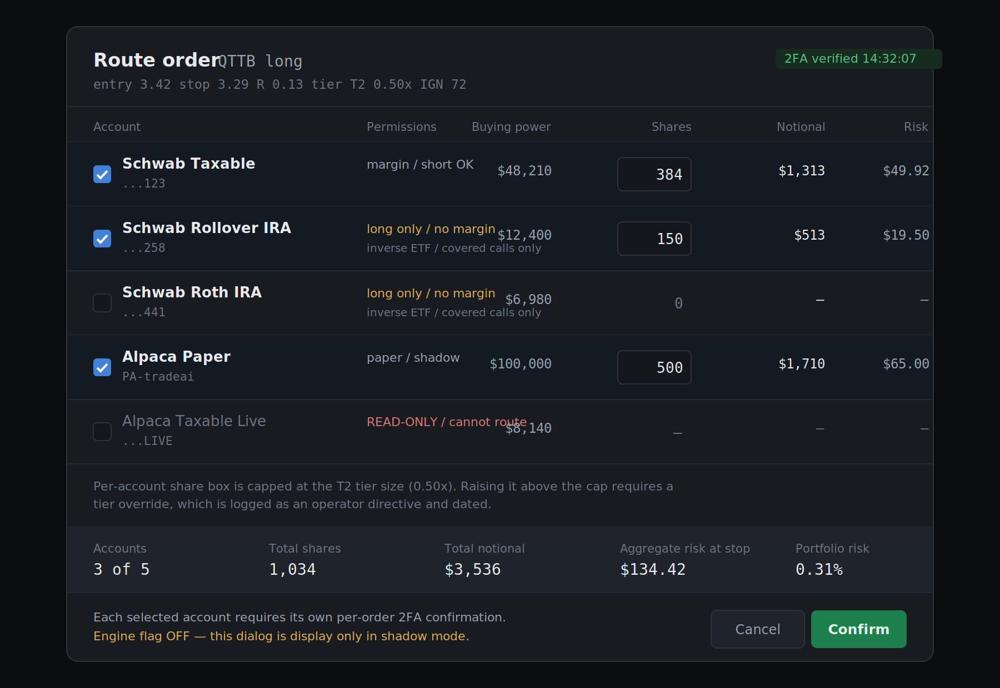 Route order QTTB long
2FA verified 14:32:07
entry 3.42 stop 3.29 R 0.13 tier T2 0.50x IGN 72
Account Permissions Buying power Shares Notional Risk
Schwab Taxable margin / short OK $48,210 384 $1,313 $49.92
...123
Schwab Rollover IRA long only / no margin $12,400 150 $513 $19.50
...258 inverse ETF / covered calls only
Schwab Roth IRA long only / no margin $6,980 0 — —
...441 inverse ETF / covered calls only
Alpaca Paper paper / shadow $100,000 500 $1,710 $65.00
PA-tradeai
Alpaca Taxable Live READ-ONLY / cannot route $8,140 — — —
...LIVE
Per-account share box is capped at the T2 tier size (0.50x). Raising it above the cap requires a
tier override, which is logged as an operator directive and dated.
Accounts Total shares Total notional Aggregate risk at stop Portfolio risk
3 of 5 1,034 $3,536 $134.42 0.31%
Each selected account requires its own per-order 2FA confirmation.
Engine flag OFF — this dialog is display only in shadow mode.
Cancel Confirm